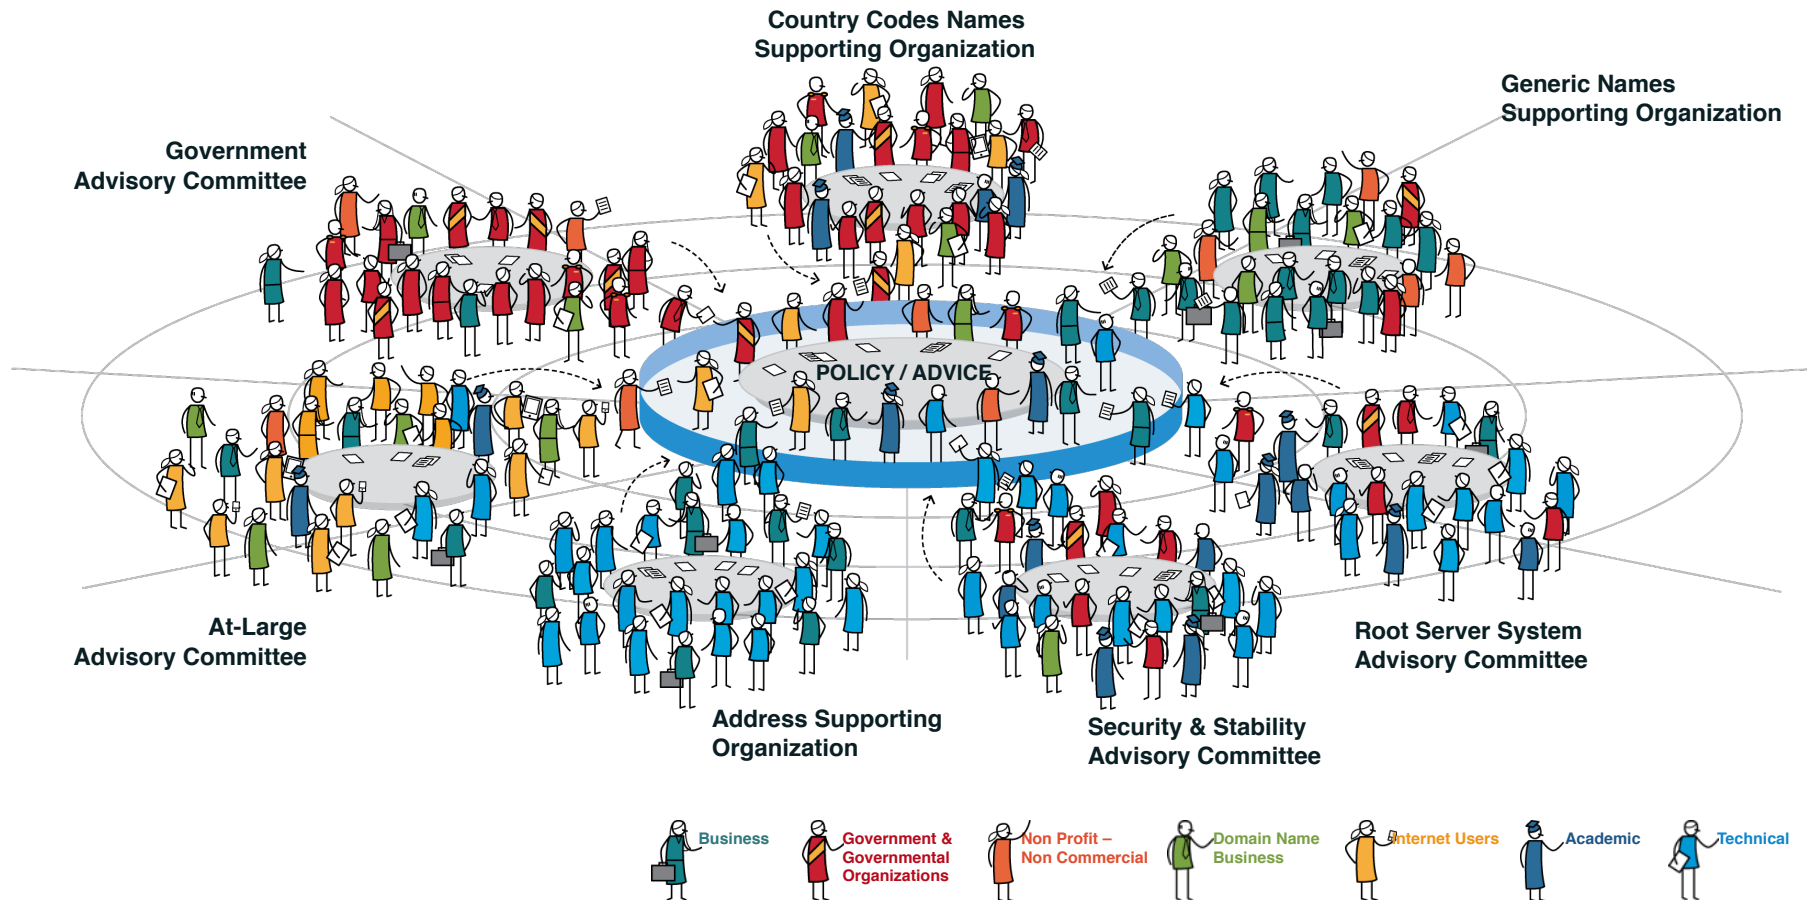 Country Codes Names
Supporting Organization
Generic Names
Supporting Organization
Government
Advisory Committee
POLICY / ADVICE
At-Large
Advisory Committee
Root Server System
Advisory Committee
Address Supporting
Organization
Security & Stability
Advisory Committee
Business
Government &
Governmental
Organizations
Non Profit –
Non Commercial
Domain Name
Business
Internet Users
Academic
Technical